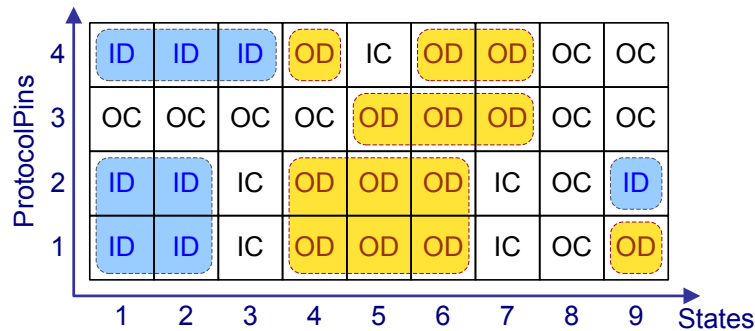 4 ID ID ID OD IC OD OD OC OC
3 OC OC OC OC OD OD OD OC OC
2 ID ID IC OD OD OD IC OC ID
1 ID ID IC OD OD OD IC OC OD
ProtocolPins
1 2 3 4 5 6 7 8 9
States